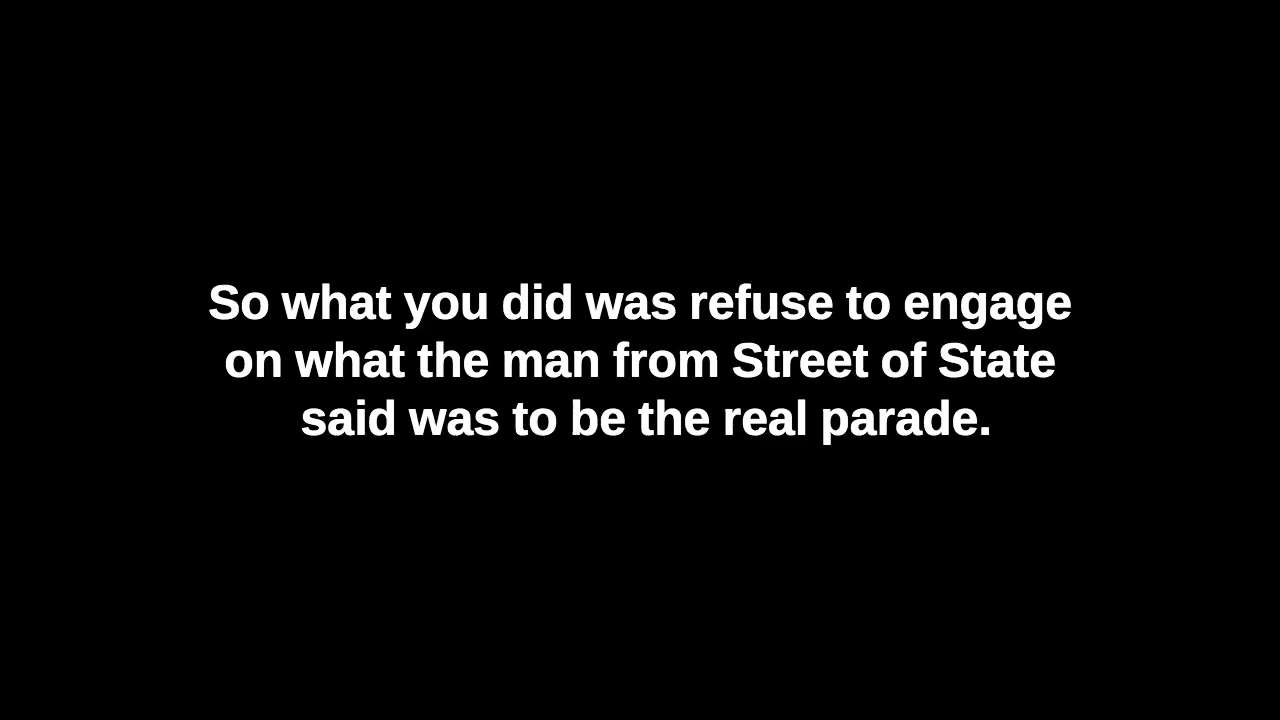 So what you did was refuse to engage
on what the man from Street of State
said was to be the real parade.